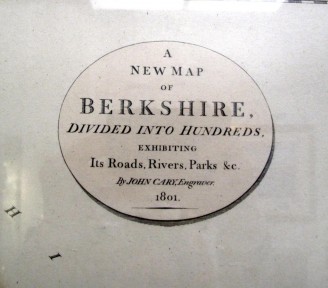 A
NEW MAP
OF
BERKSHIRE,
DIVIDED INTO HUNDREDS,
EXHIBITING
Its Roads, Rivers, Parks &c.
By JOHN CARY, Engraver.
1801.
H I